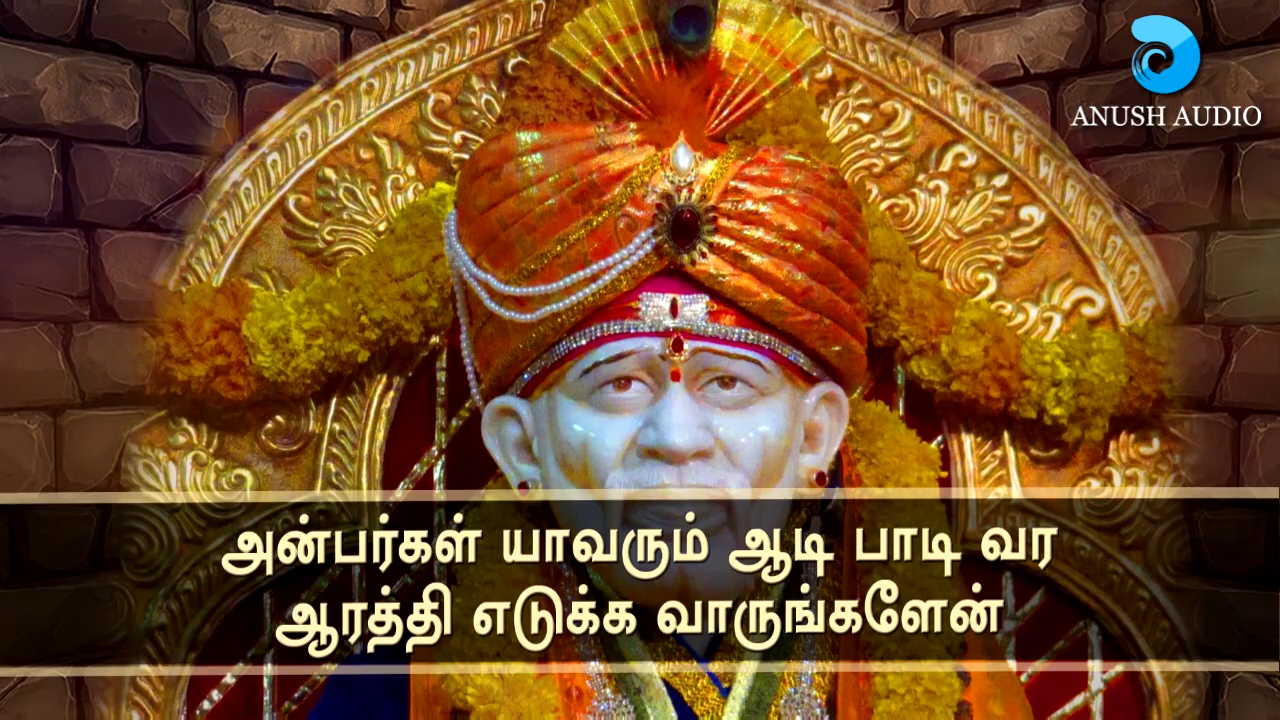 ANUSH AUDIO
அன்பர்கள் யாவரும் ஆடி பாடி வர
ஆரத்தி எடுக்க வாருங்களேன்